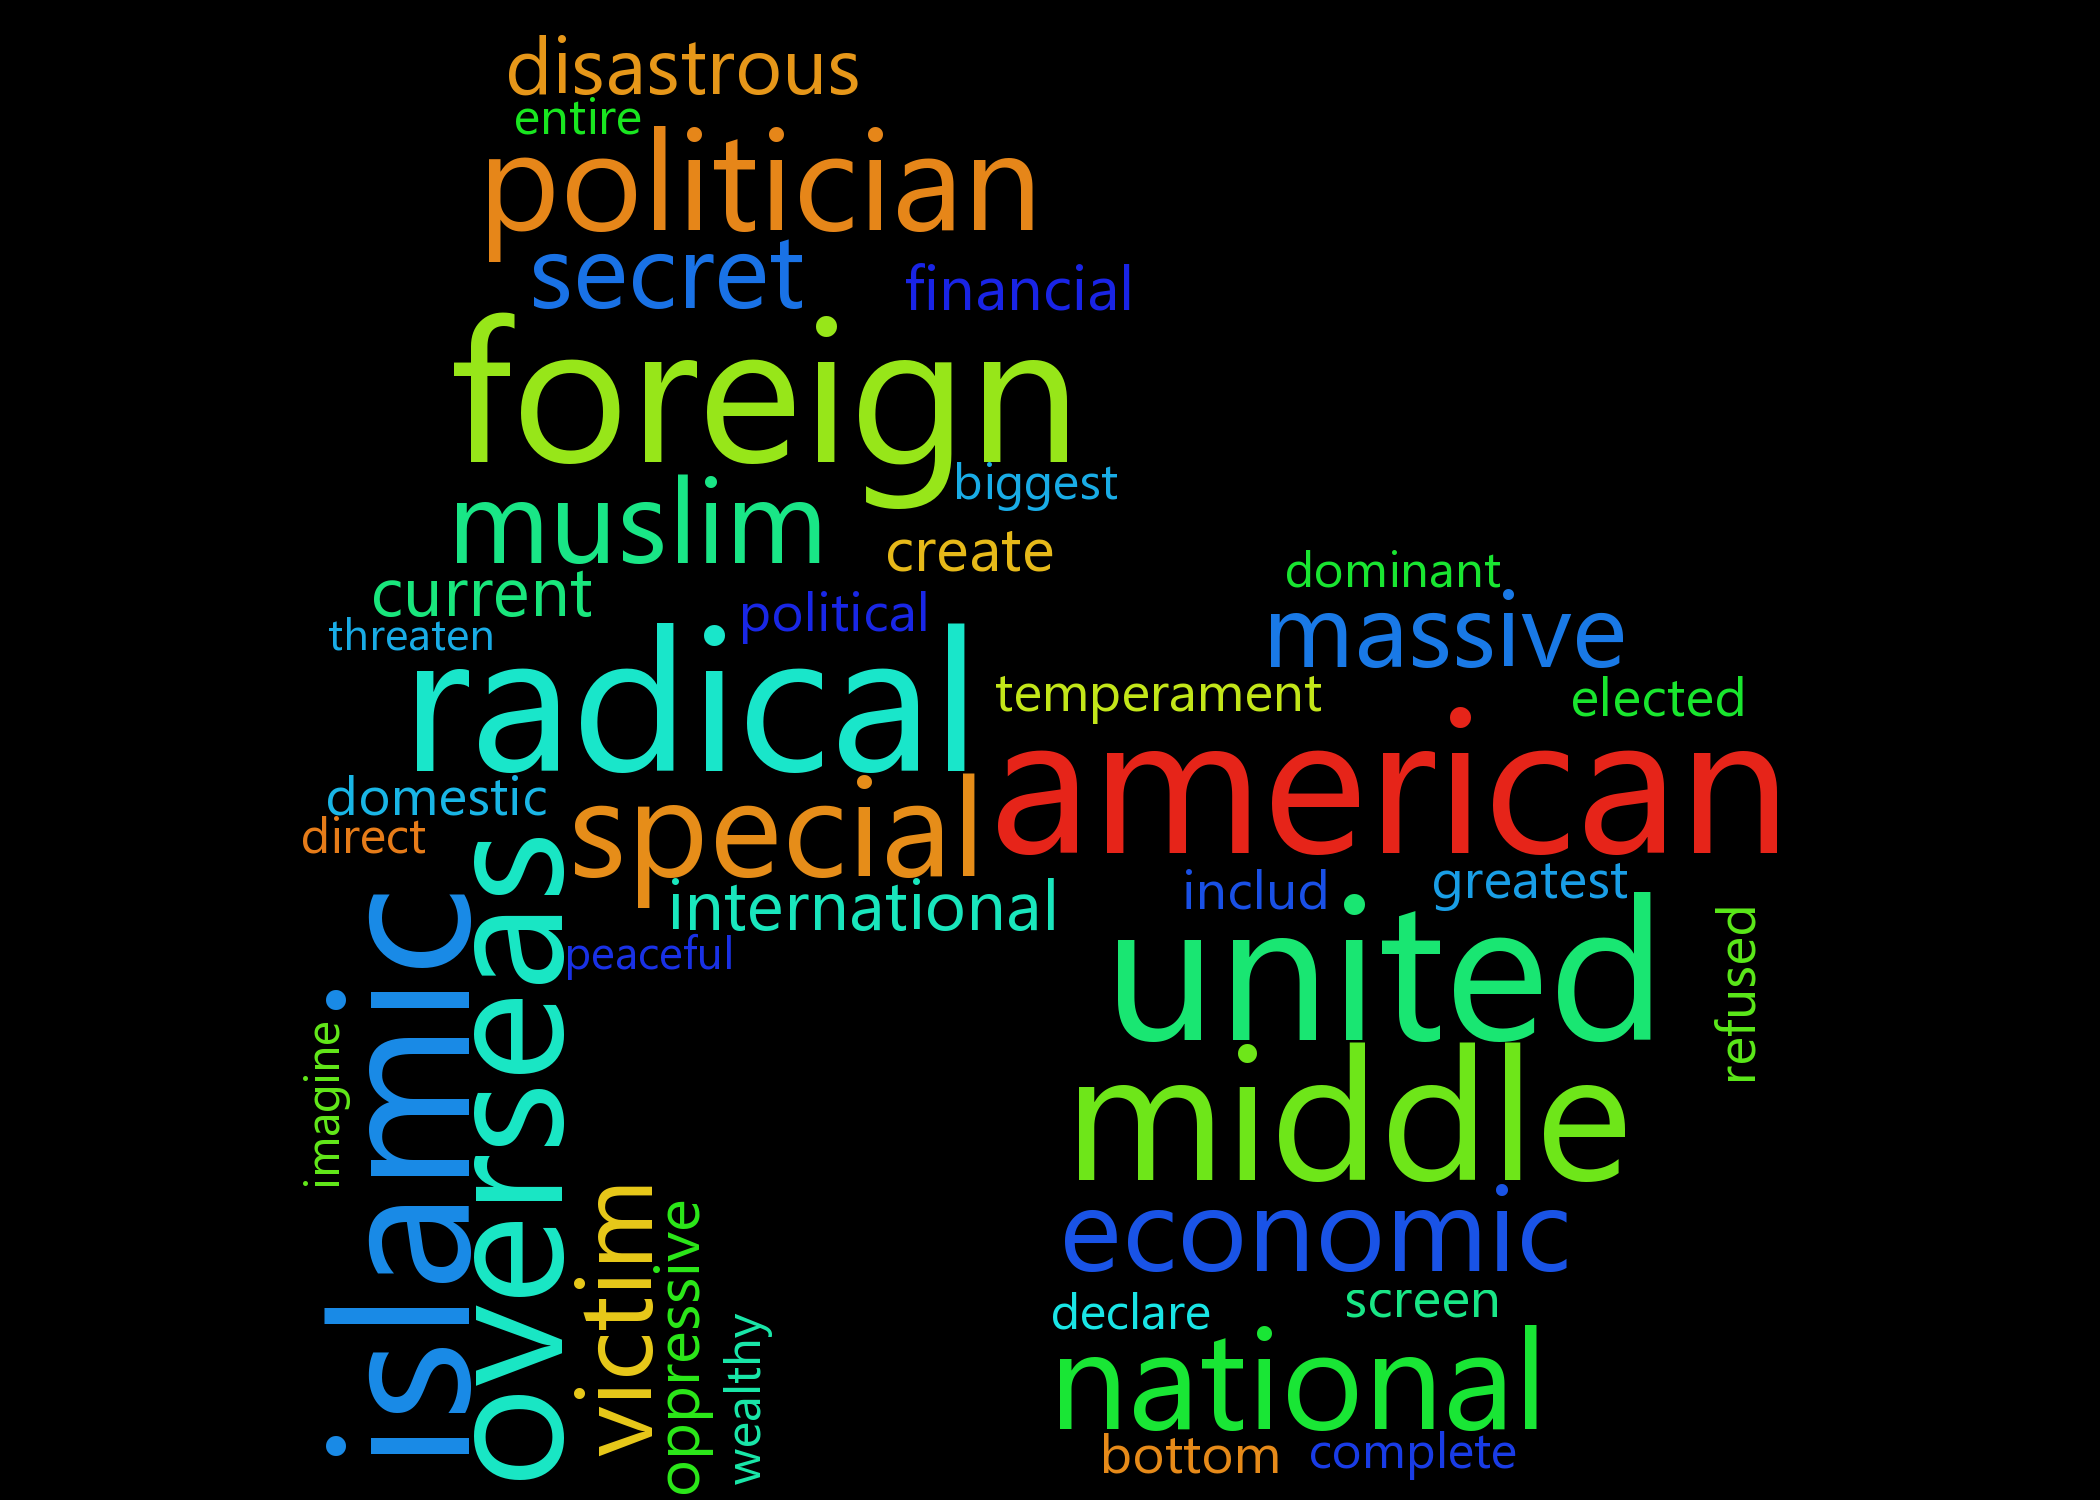 disastrous
entire
politician
secret
financial
foreign
biggest
muslim
create
current
political
threaten
radical
dominant
massive
temperament
elected
american
domestic
special
direct
overseas
international
includ
greatest
islamic
peaceful
united
refused
imagine
middle
victim
economic
oppressive
declare
screen
wealthy
national
bottom
complete